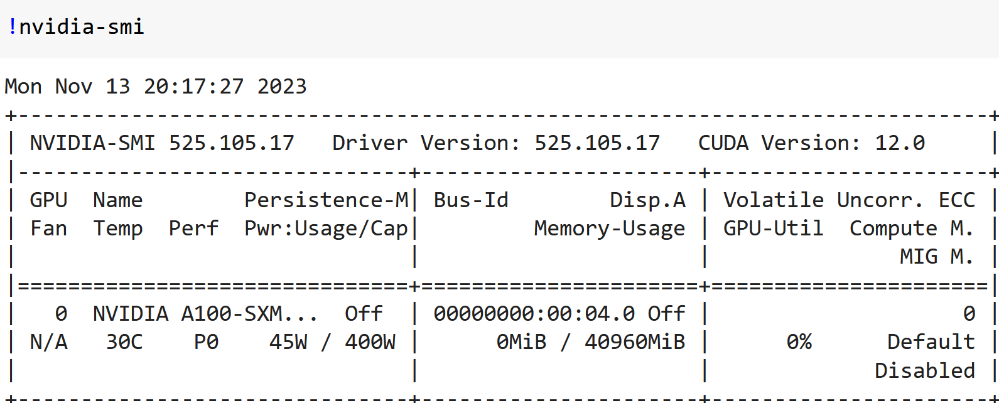 !nvidia-smi
Mon Nov 13 20:17:27 2023
+-----------------------------------------------------------------------------+
| NVIDIA-SMI 525.105.17   Driver Version: 525.105.17   CUDA Version: 12.0     |
|-------------------------------+----------------------+----------------------+
| GPU  Name        Persistence-M| Bus-Id        Disp.A | Volatile Uncorr. ECC |
| Fan  Temp  Perf  Pwr:Usage/Cap|         Memory-Usage | GPU-Util  Compute M. |
|                               |                      |               MIG M. |
|===============================+======================+======================|
|   0  NVIDIA A100-SXM...  Off  | 00000000:00:04.0 Off |                    0 |
| N/A   30C    P0    45W / 400W |      0MiB / 40960MiB |      0%      Default |
|                               |                      |             Disabled |
+-------------------------------+----------------------+----------------------+